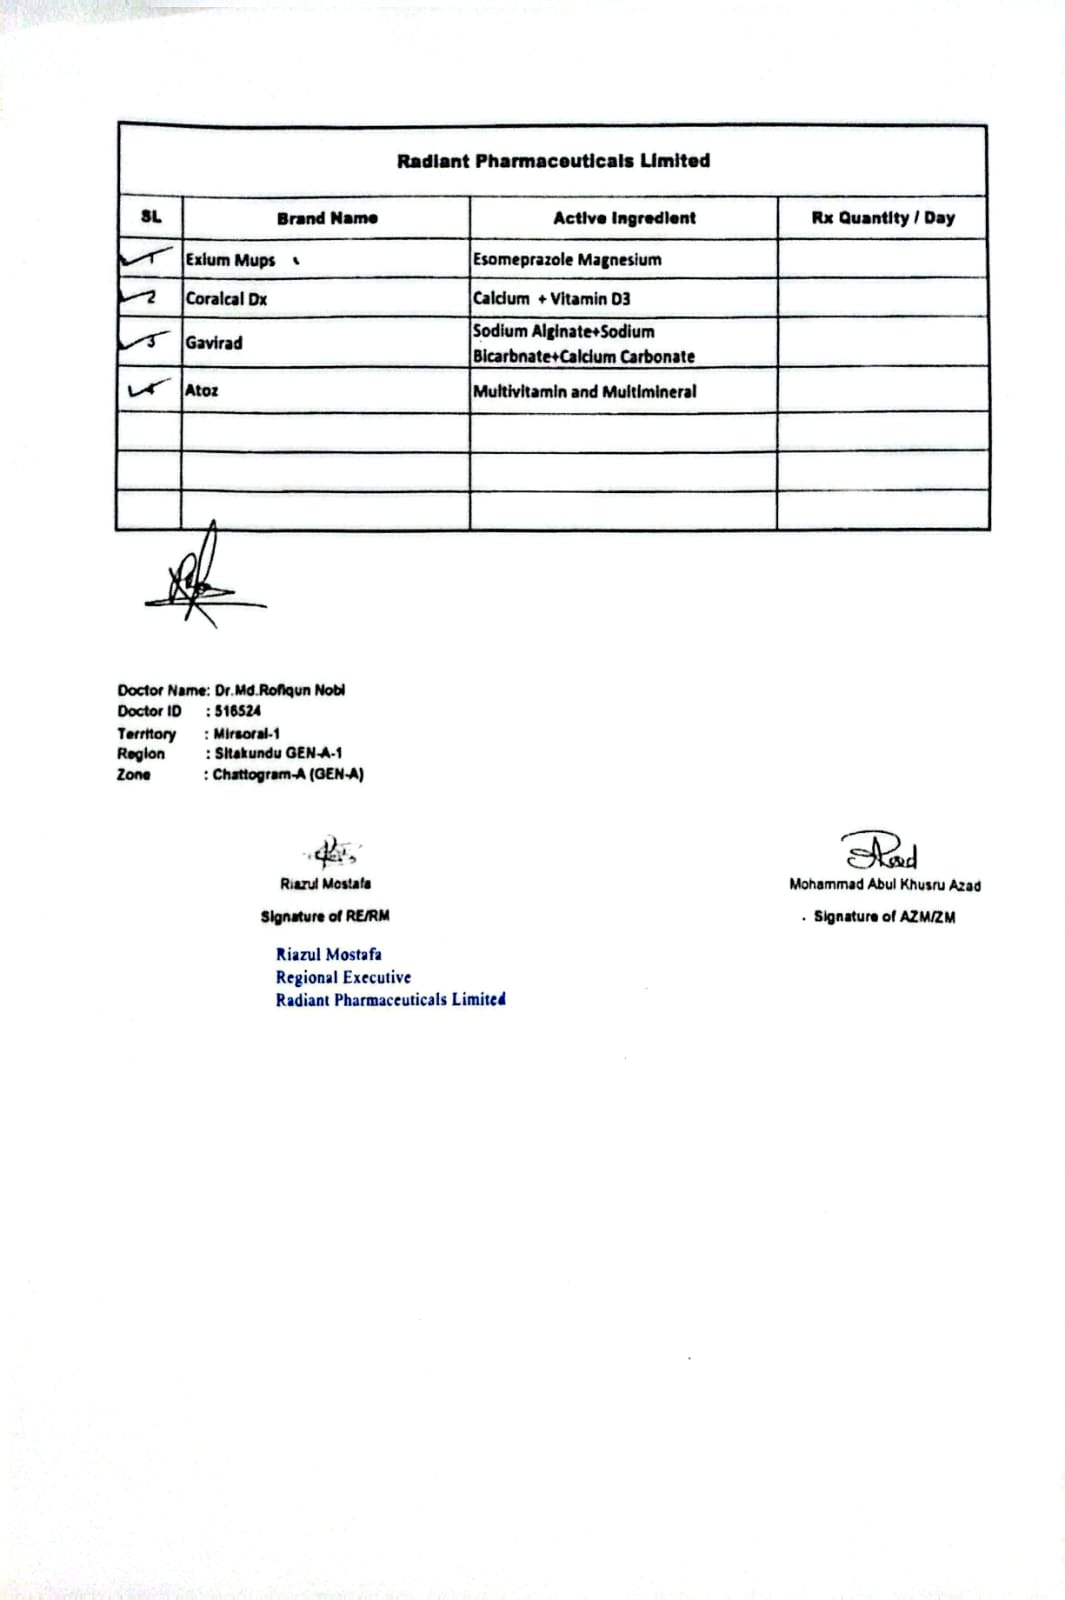 Radiant Pharmaceuticals Limited
SL Brand Name Active Ingredient Rx Quantity / Day
1 Exium Mups Esomeprazole Magnesium
2 Coralcal Dx Calcium + Vitamin D3
3 Gavirad Sodium Alginate+Sodium
Bicarbnate+Calcium Carbonate
Atoz Multivitamin and Multimineral
Doctor Name: Dr.Md.Rofiqun Nobi
Doctor ID : 516524
Territory : Mirsorai-1
Region : Sitakundu GEN-A-1
Zone : Chattogram-A (GEN-A)
Riazul Mostafa
Signature of RE/RM
Riazul Mostafa
Regional Executive
Radiant Pharmaceuticals Limited
Azad
Mohammad Abul Khusru Azad
Signature of AZM/ZM